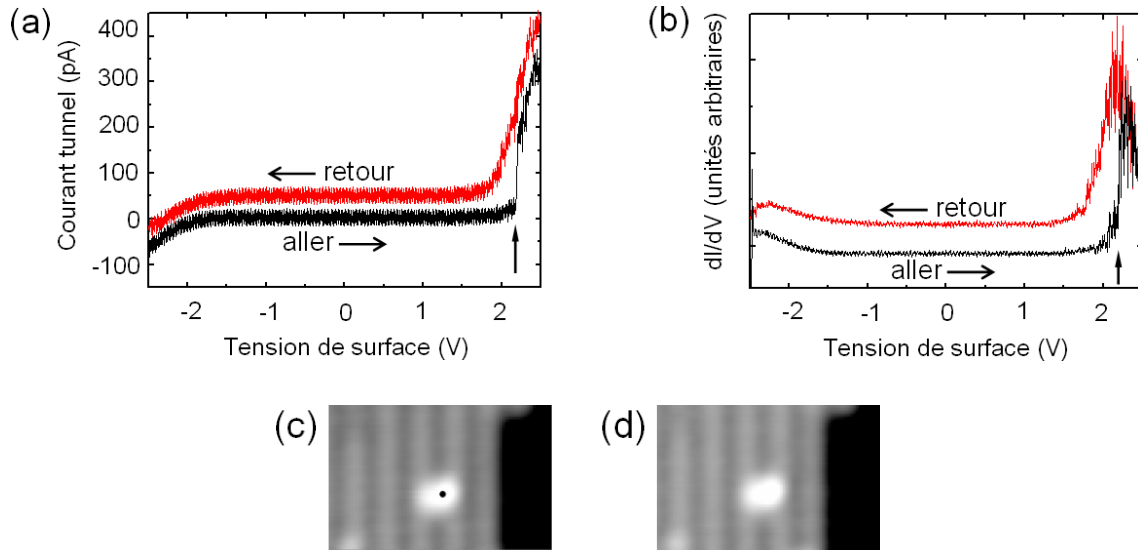 (a)
Courant tunnel (pA)
400
300
200
100
0
-100
retour
aller
-2
-1
0
1
2
Tension de surface (V)
(b)
dI/dV (unités arbitraires)
retour
aller
-2
-1
0
1
2
Tension de surface (V)
(c)
(d)